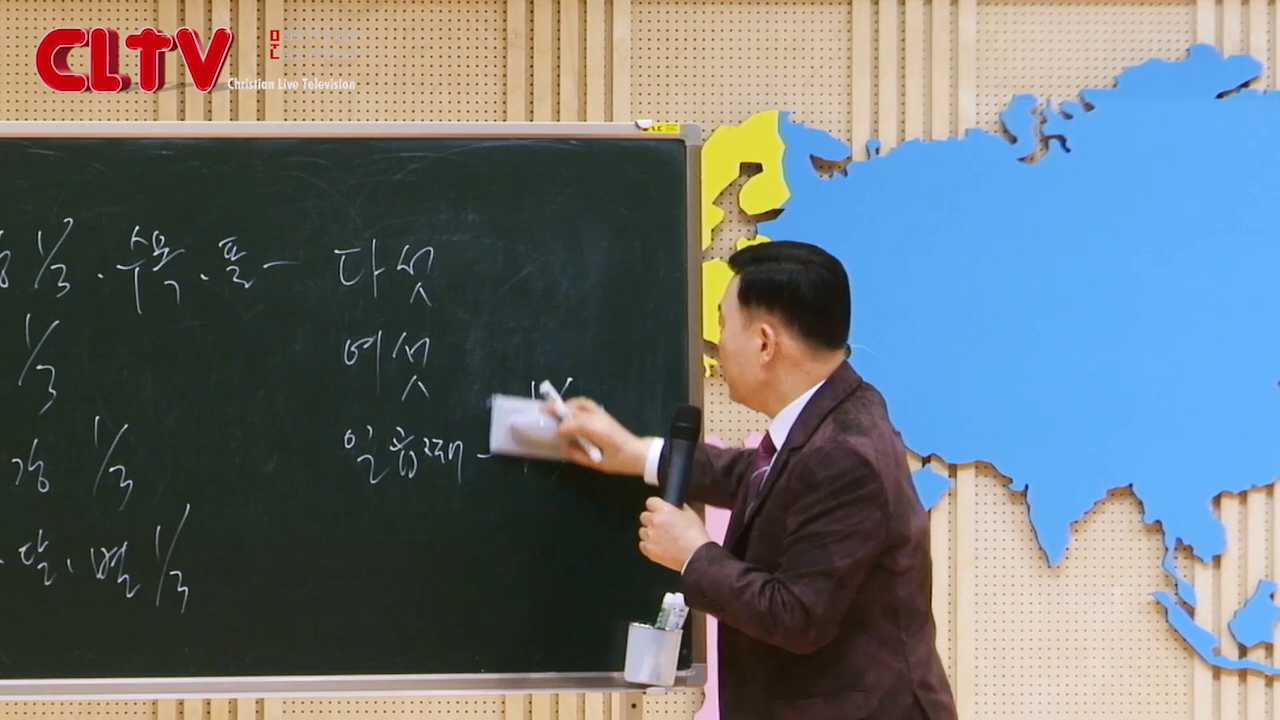 CLTV
Christian Live Television
1/3 · 수목 · 풀 — 다섯
1/3 여섯
강 1/3 일곱째 —
달, 별 1/3